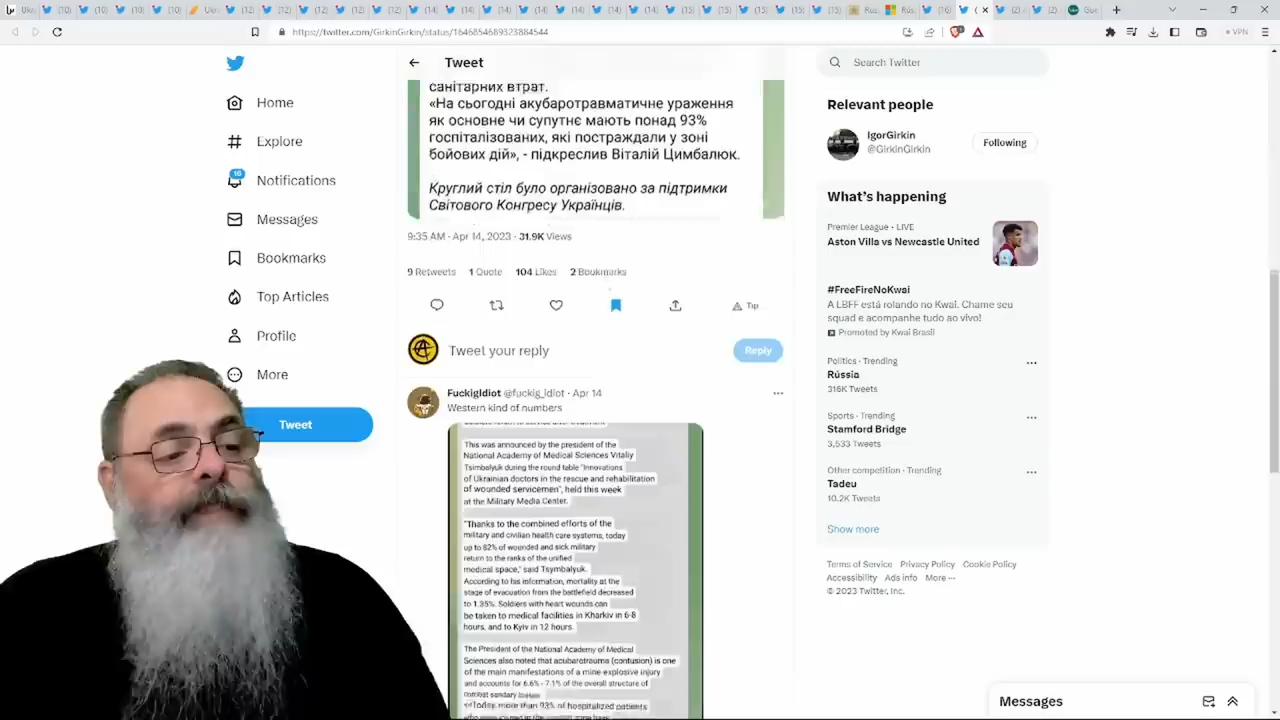 https://twitter.com/GirkinGirkin/status/1646854689323884544
VPN
Home
Explore
16
Notifications
Messages
Bookmarks
Top Articles
Profile
More
Tweet
Tweet
санітарних втрат.
«На сьогодні акубаротравматичне ураження
як основне чи супутнє мають понад 93%
госпіталізованих, які постраждали у зоні
бойових дій», - підкреслив Віталій Цимбалюк.
Круглий стіл було організовано за підтримки
Світового Конгресу Українців.
9:35 AM · Apr 14, 2023 · 31.9K Views
9 Retweets 1 Quote 104 Likes 2 Bookmarks
Tip
Tweet your reply
Reply
FuckigIdiot @fuckig_idiot · Apr 14
Western kind of numbers
This was announced by the president of the
National Academy of Medical Sciences Vitaliy
Tsimbalyuk during the round table "Innovations
of Ukrainian doctors in the rescue and rehabilitation
of wounded servicemen", held this week
at the Military Media Center.
"Thanks to the combined efforts of the
military and civilian health care systems, today
up to 82% of wounded and sick military
return to the ranks of the unified
medical space," said Tsymbalyuk.
According to his information, mortality at the
stage of evacuation from the battlefield decreased
to 1.35%. Soldiers with heart wounds can
be taken to medical facilities in Kharkiv in 6-8
hours, and to Kyiv in 12 hours.
The President of the National Academy of Medical
Sciences also noted that acubarotrauma (contusion) is one
of the main manifestations of a mine explosive injury
and accounts for 6.6% - 7.1% of the overall structure of
combat sanitary losses
"Today more than 93% of hospitalized patients
Search Twitter
Relevant people
IgorGirkin
@GirkinGirkin
Following
What's happening
Premier League · LIVE
Aston Villa vs Newcastle United
#FreeFireNoKwai
A LBFF está rolando no Kwai. Chame seu
squad e acompanhe tudo ao vivo!
Promoted by Kwai Brasil
Politics · Trending
Rússia
316K Tweets
Sports · Trending
Stamford Bridge
3,533 Tweets
Other competition · Trending
Tadeu
10.2K Tweets
Show more
Terms of Service Privacy Policy Cookie Policy
Accessibility Ads info More ···
© 2023 Twitter, Inc.
Messages